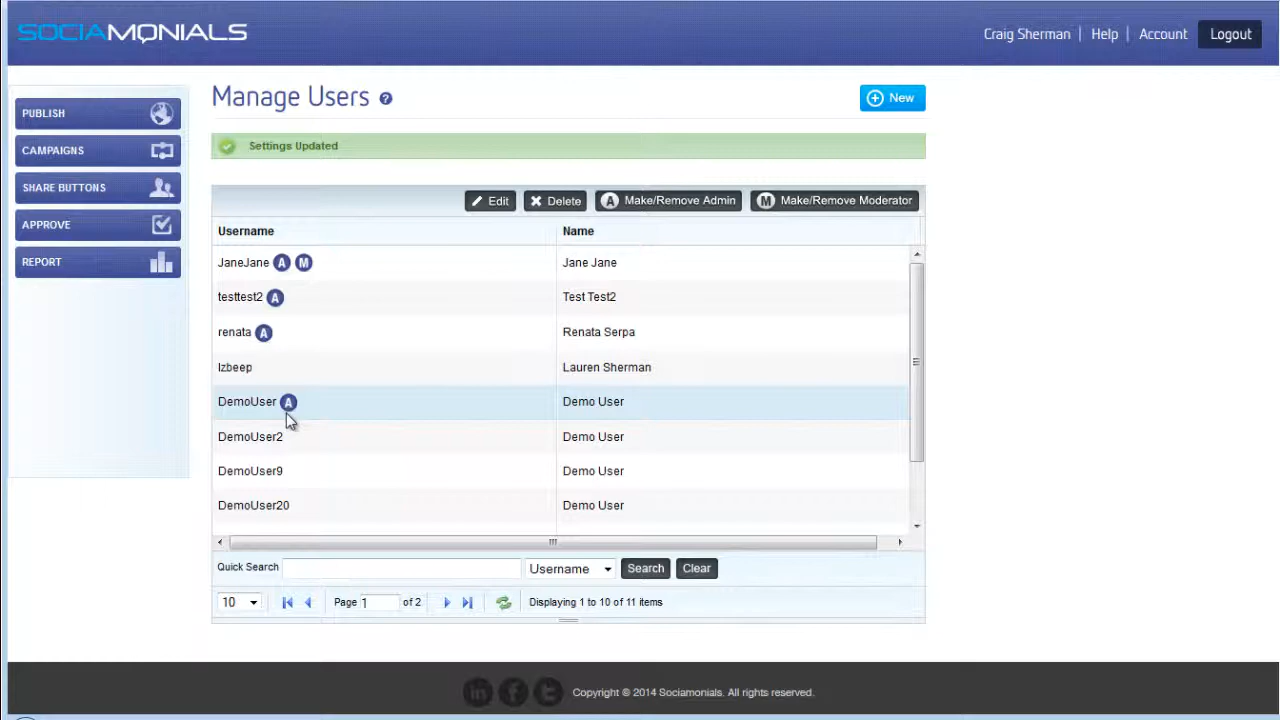 SOCIAMONIALS
Craig Sherman | Help | Account Logout
PUBLISH
CAMPAIGNS
SHARE BUTTONS
APPROVE
REPORT
Manage Users ?
New
Settings Updated
Edit Delete A Make/Remove Admin M Make/Remove Moderator
Username Name
JaneJane A M Jane Jane
testtest2 A Test Test2
renata A Renata Serpa
lzbeep Lauren Sherman
DemoUser A Demo User
DemoUser2 Demo User
DemoUser9 Demo User
DemoUser20 Demo User
Quick Search Username Search Clear
10 Page 1 of 2 Displaying 1 to 10 of 11 items
in f t Copyright © 2014 Sociamonials. All rights reserved.